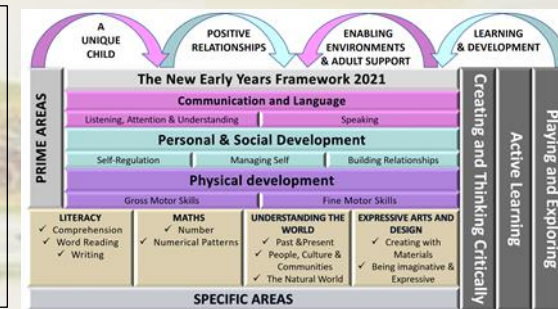 A
UNIQUE
CHILD
POSITIVE
RELATIONSHIPS
ENABLING
ENVIRONMENTS
& ADULT SUPPORT
LEARNING
& DEVELOPMENT
PRIME AREAS
The New Early Years Framework 2021
Communication and Language
Listening, Attention & Understanding
Speaking
Personal & Social Development
Self-Regulation
Managing Self
Building Relationships
Physical development
Gross Motor Skills
Fine Motor Skills
LITERACY
✓ Comprehension
✓ Word Reading
✓ Writing
MATHS
✓ Number
✓ Numerical Patterns
UNDERSTANDING THE
WORLD
✓ Past &Present
✓ People, Culture &
Communities
✓ The Natural World
EXPRESSIVE ARTS AND
DESIGN
✓ Creating with
Materials
✓ Being imaginative &
Expressive
SPECIFIC AREAS
Creating and Thinking Critically
Active Learning
Playing and Exploring